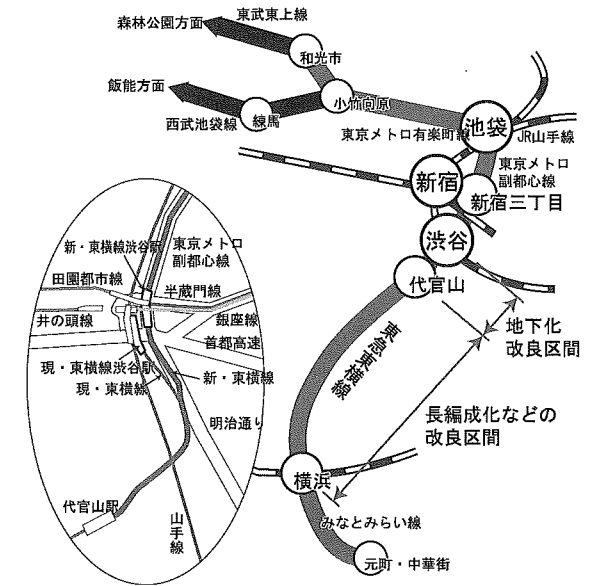 森林公園方面
東武東上線
和光市
飯能方面
小竹向原
西武池袋線
練馬
東京メトロ有楽町線
池袋
JR山手線
東京メトロ
副都心線
新宿
新宿三丁目
渋谷
代官山
地下化
改良区間
東急東横線
長編成化などの
改良区間
横浜
みなとみらい線
元町・中華街
新・東横線渋谷駅
東京メトロ
副都心線
田園都市線
半蔵門線
井の頭線
銀座線
首都高速
現・東横線渋谷駅
新・東横線
現・東横線
明治通り
代官山駅
山手線